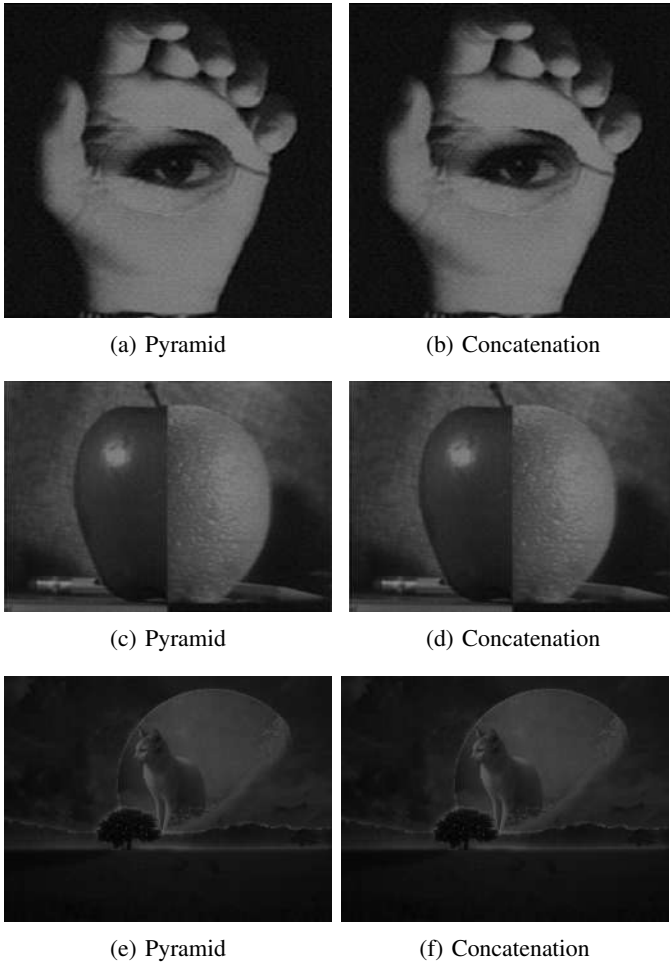 (a) Pyramid
(b) Concatenation
(c) Pyramid
(d) Concatenation
(e) Pyramid
(f) Concatenation